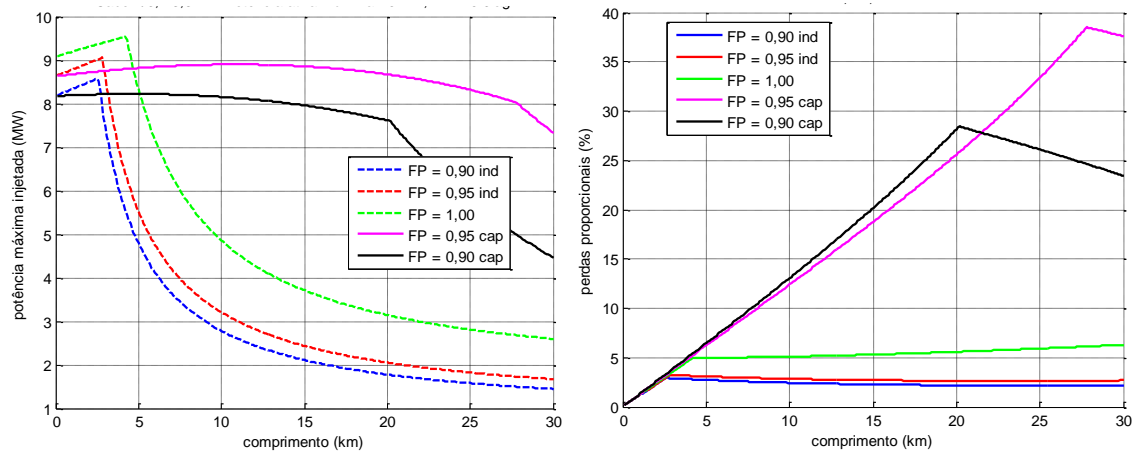 10
9
8
7
6
5
4
3
2
1
potência máxima injetada (MW)
0
5
10
15
20
25
30
comprimento (km)
FP = 0,90 ind
FP = 0,95 ind
FP = 1,00
FP = 0,95 cap
FP = 0,90 cap
40
35
30
25
20
15
10
5
0
perdas proporcionais (%)
0
5
10
15
20
25
30
comprimento (km)
FP = 0,90 ind
FP = 0,95 ind
FP = 1,00
FP = 0,95 cap
FP = 0,90 cap